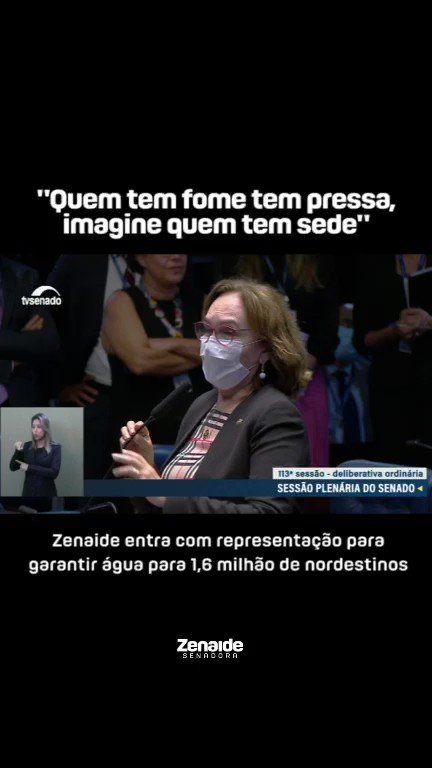 "Quem tem fome tem pressa,
imagine quem tem sede"
tvsenado
113ª sessão - deliberativa ordinária
SESSÃO PLENÁRIA DO SENADO
Zenaide entra com representação para
garantir água para 1,6 milhão de nordestinos
Zenaide
SENADORA